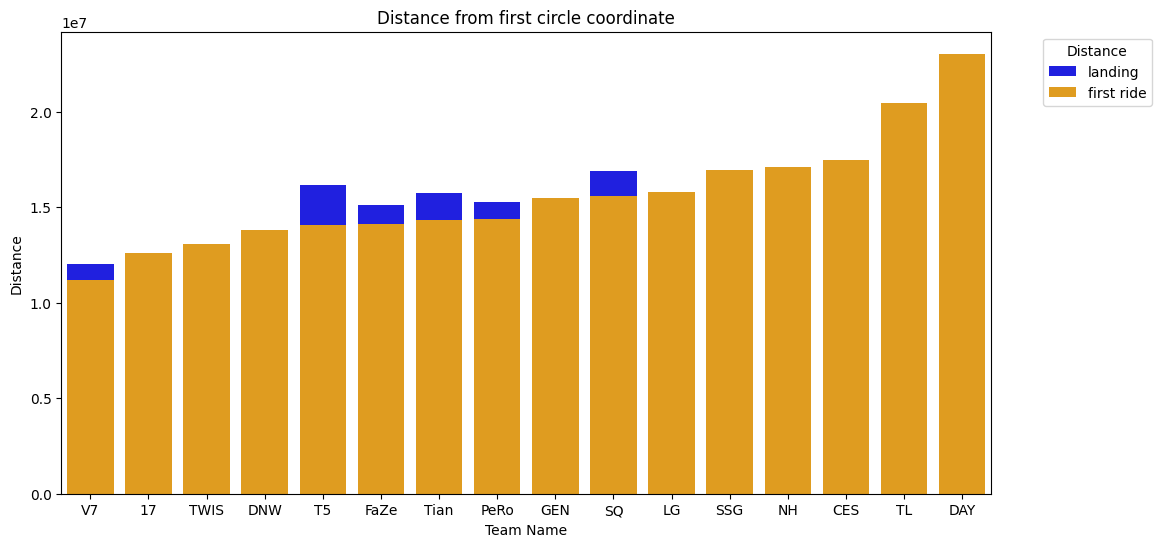 Distance from first circle coordinate
1e7
Distance
landing
first ride
2.0
1.5
1.0
0.5
0.0
Distance
V7 17 TWIS DNW T5 FaZe Tian PeRo GEN SQ LG SSG NH CES TL DAY
Team Name